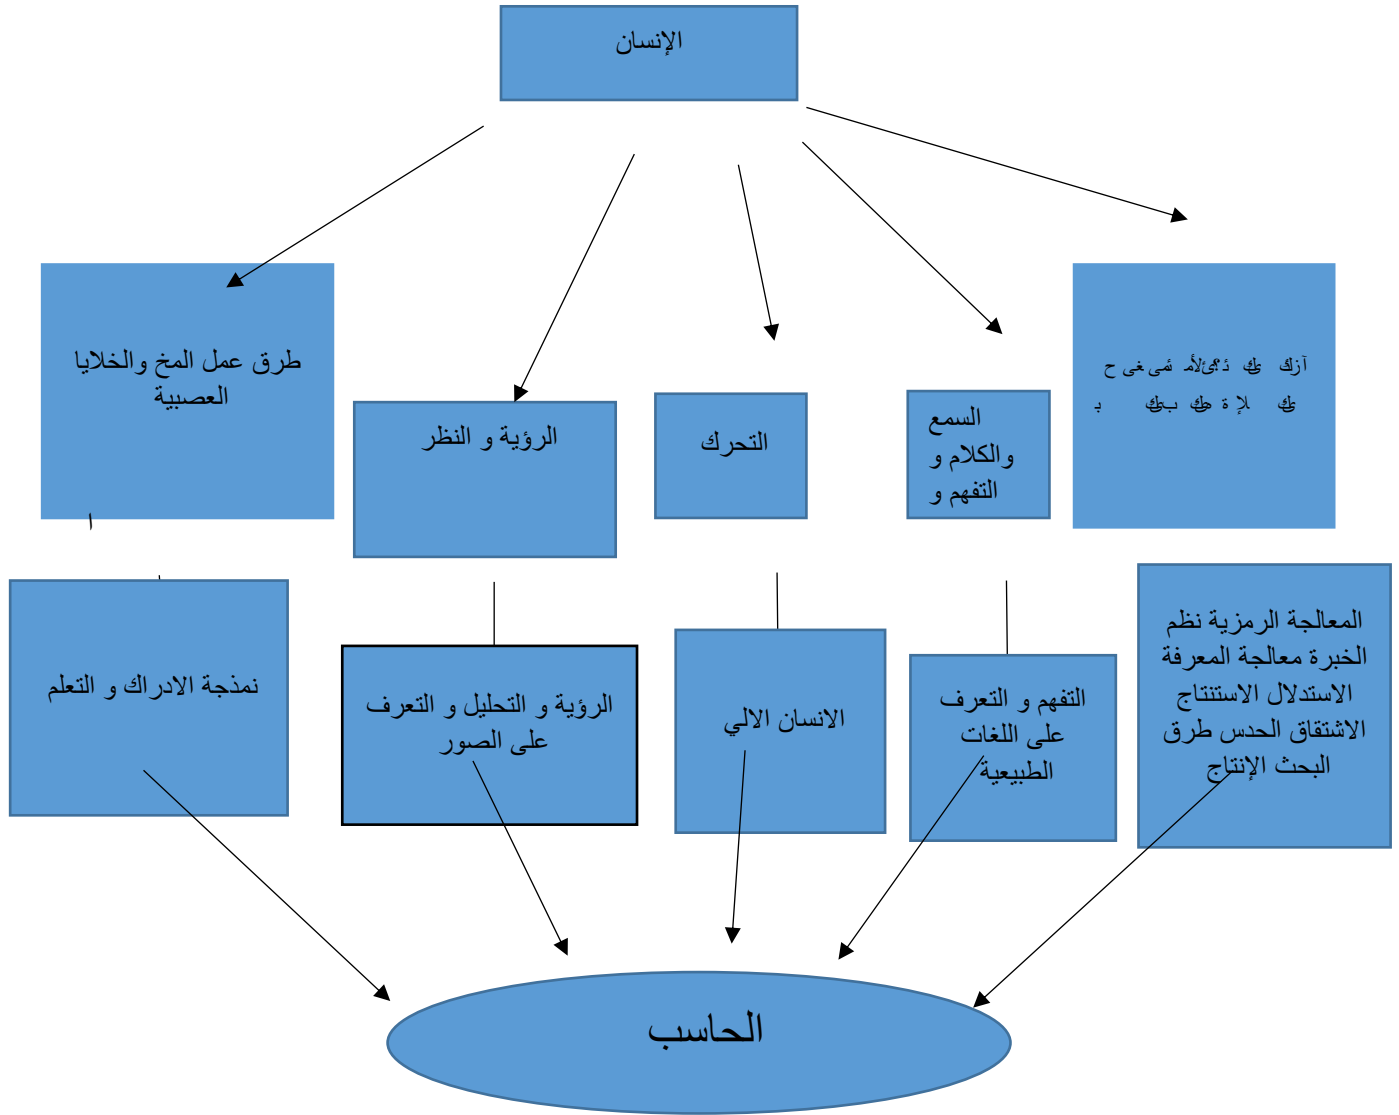 الإنسان
السمع
والكلام و
التفهم و
التحرك
الرؤية و النظر
طرق عمل المخ والخلايا
العصبية
المعالجة الرمزية نظم
الخبرة معالجة المعرفة
الاستدلال الاستنتاج
الاشتقاق الحدس طرق
البحث الإنتاج
التفهم و التعرف
على اللغات
الطبيعية
الانسان الالي
الرؤية و التحليل و التعرف
على الصور
نمذجة الادراك و التعلم
الحاسب